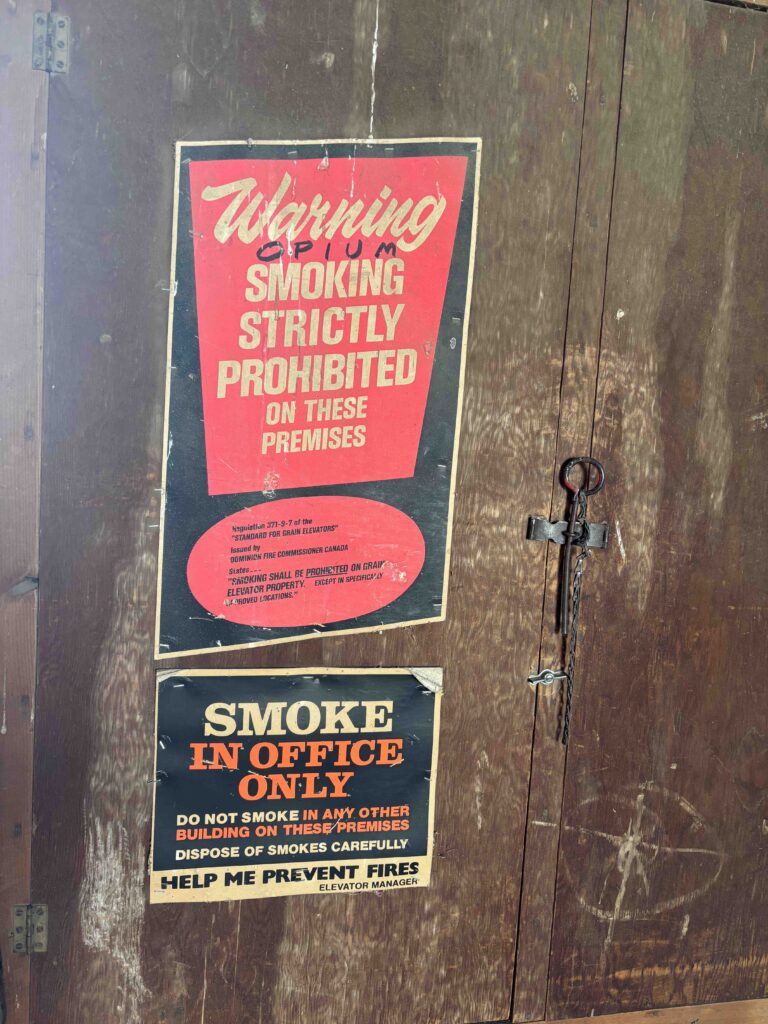 Warning
OPIUM
SMOKING
STRICTLY
PROHIBITED
ON THESE
PREMISES
Regulation 371-9-7 of the
"STANDARD FOR GRAIN ELEVATORS"
Issued by
DOMINION FIRE COMMISSIONER CANADA
States...
"SMOKING SHALL BE PROHIBITED ON GRAIN
ELEVATOR PROPERTY. EXCEPT IN SPECIFICALLY
APPROVED LOCATIONS."
SMOKE
IN OFFICE
ONLY
DO NOT SMOKE IN ANY OTHER
BUILDING ON THESE PREMISES
DISPOSE OF SMOKES CAREFULLY
HELP ME PREVENT FIRES
ELEVATOR MANAGER